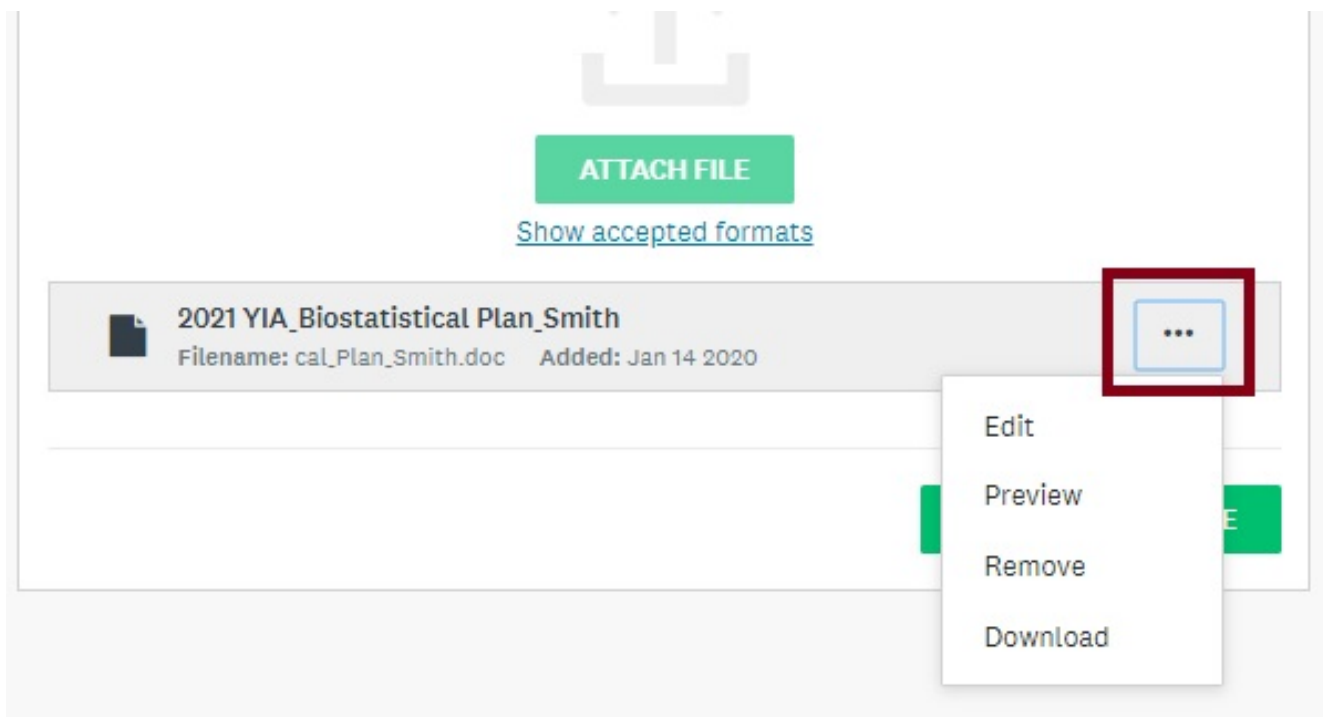 ATTACH FILE
Show accepted formats
2021 YIA_Biostatistical Plan_Smith
Filename: cal_Plan_Smith.doc Added: Jan 14 2020
•••
Edit
Preview
E
Remove
Download